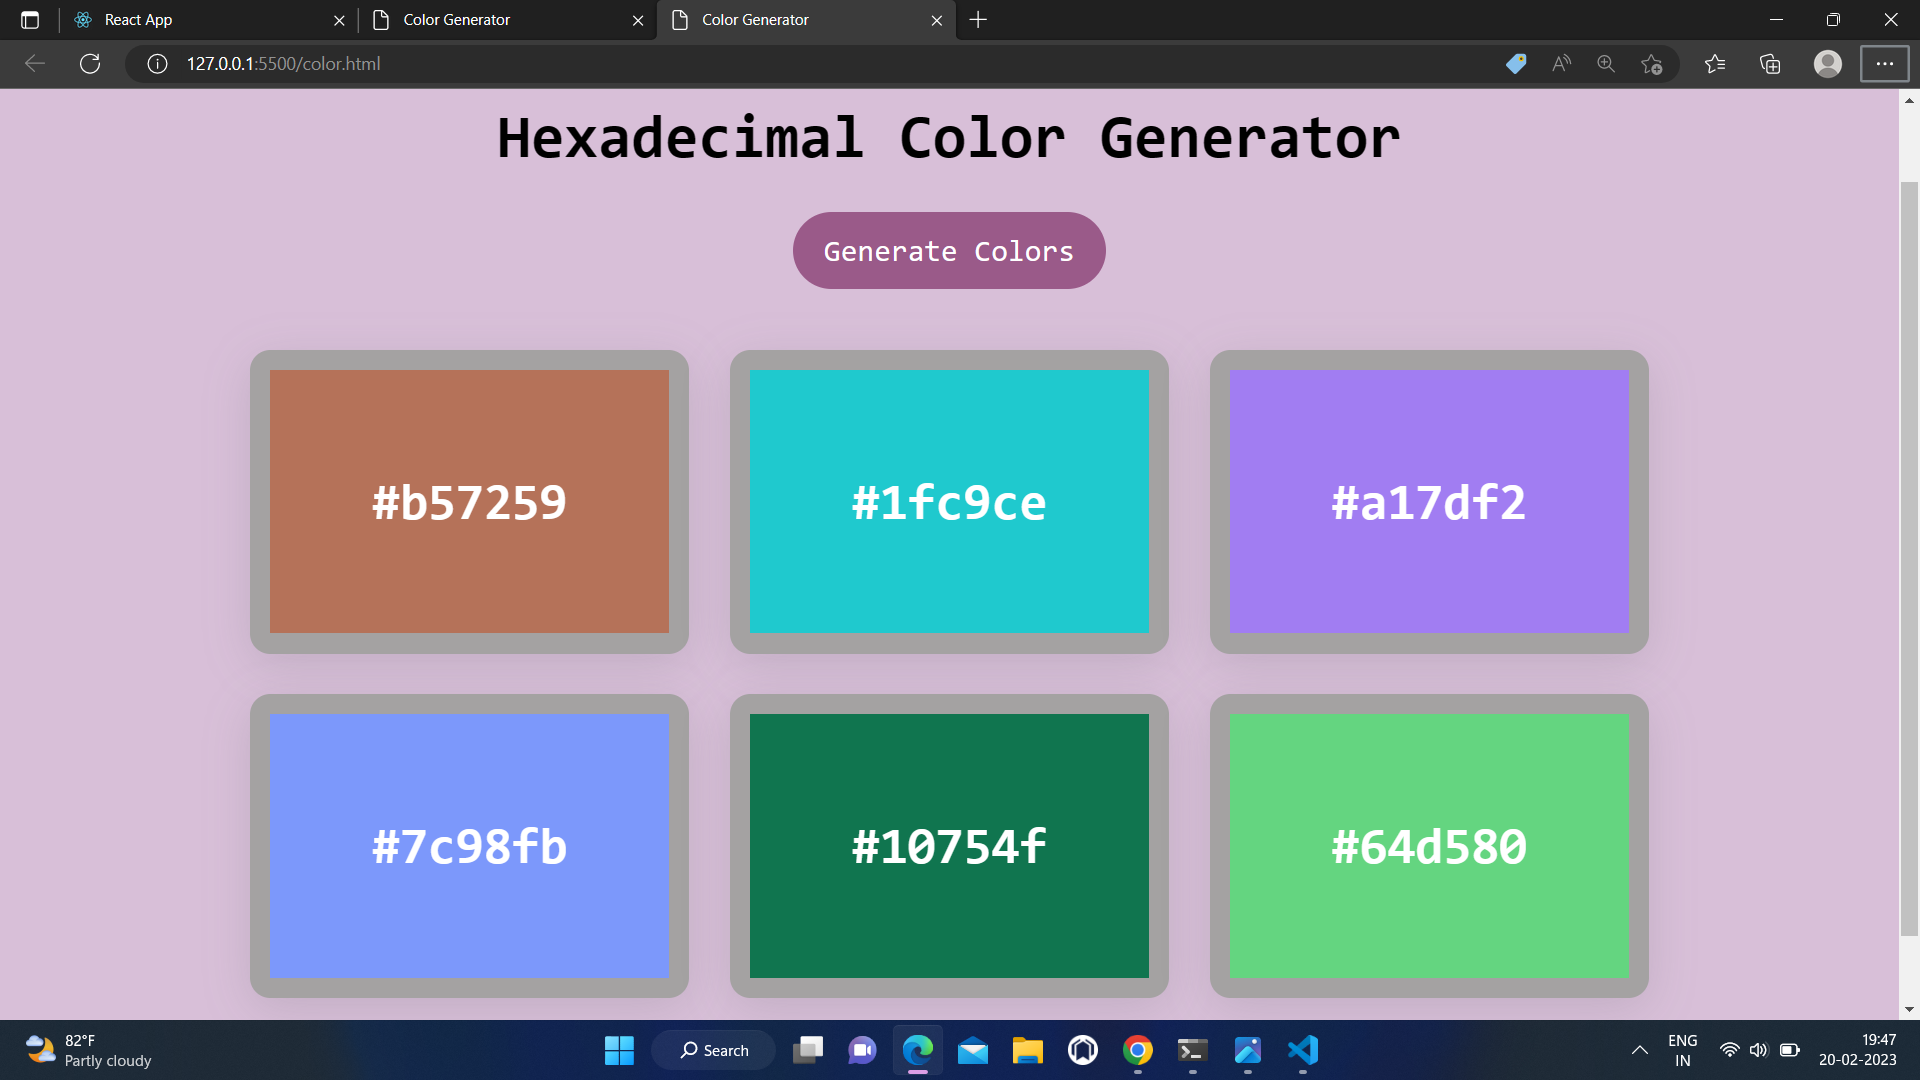 React App
Color Generator
Color Generator
127.0.0.1:5500/color.html
Hexadecimal Color Generator
Generate Colors
#b57259
#1fc9ce
#a17df2
#7c98fb
#10754f
#64d580
82°F
Partly cloudy
Search
ENG
IN
19:47
20-02-2023